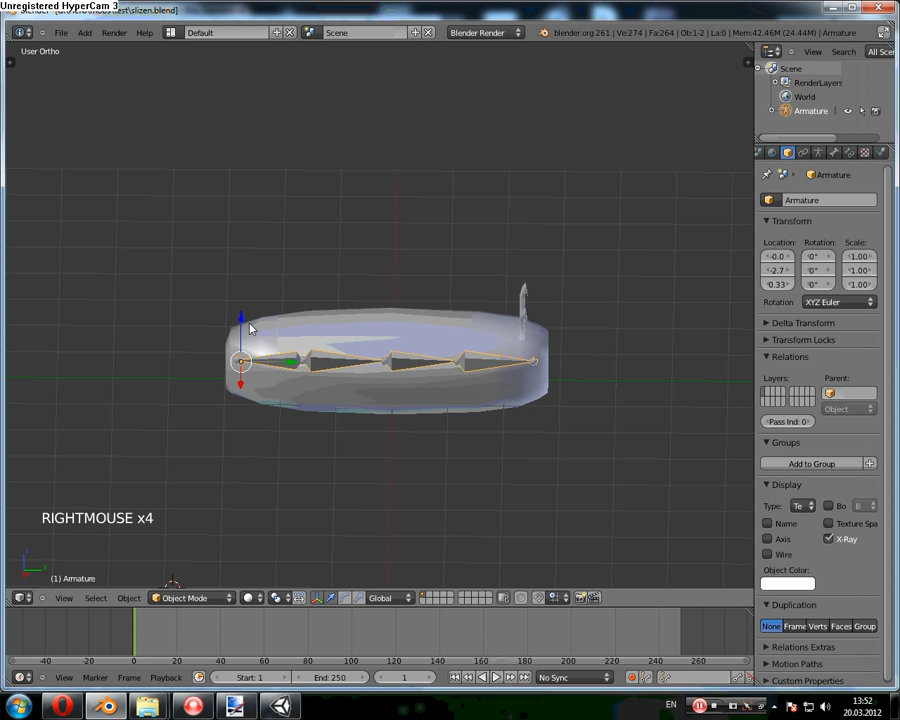 Unregistered HyperCam 3
File Add Render Help Default Scene Blender Render blender.org 261 | Ve:274 | Fa:264 | Ob:1-2 | La:0 | Mem:42.46M (24.44M) | Armature
User Ortho
View Search All Sce
Scene
RenderLayers
World
Armature
Armature
Armature
Transform
Location: Rotation: Scale:
-0.0 0° 1.00
-2.7 0° 1.00
0.33 0° 1.00
Rotation XYZ Euler
Delta Transform
Transform Locks
Relations
Layers: Parent:
Object
Pass Ind: 0
Groups
Add to Group
Display
Type: Te Bo B
Name Texture Spa
Axis X-Ray
Wire
Object Color:
Duplication
None Frame Verts Faces Group
Relations Extras
Motion Paths
Custom Properties
RIGHTMOUSE x4
(1) Armature
View Select Object Object Mode Global
-40 -20 0 20 40 60 80 100 120 140 160 180 200 220 240 260
View Marker Frame Playback Start: 1 End: 250 1 No Sync
EN 13:52
20.03.2012